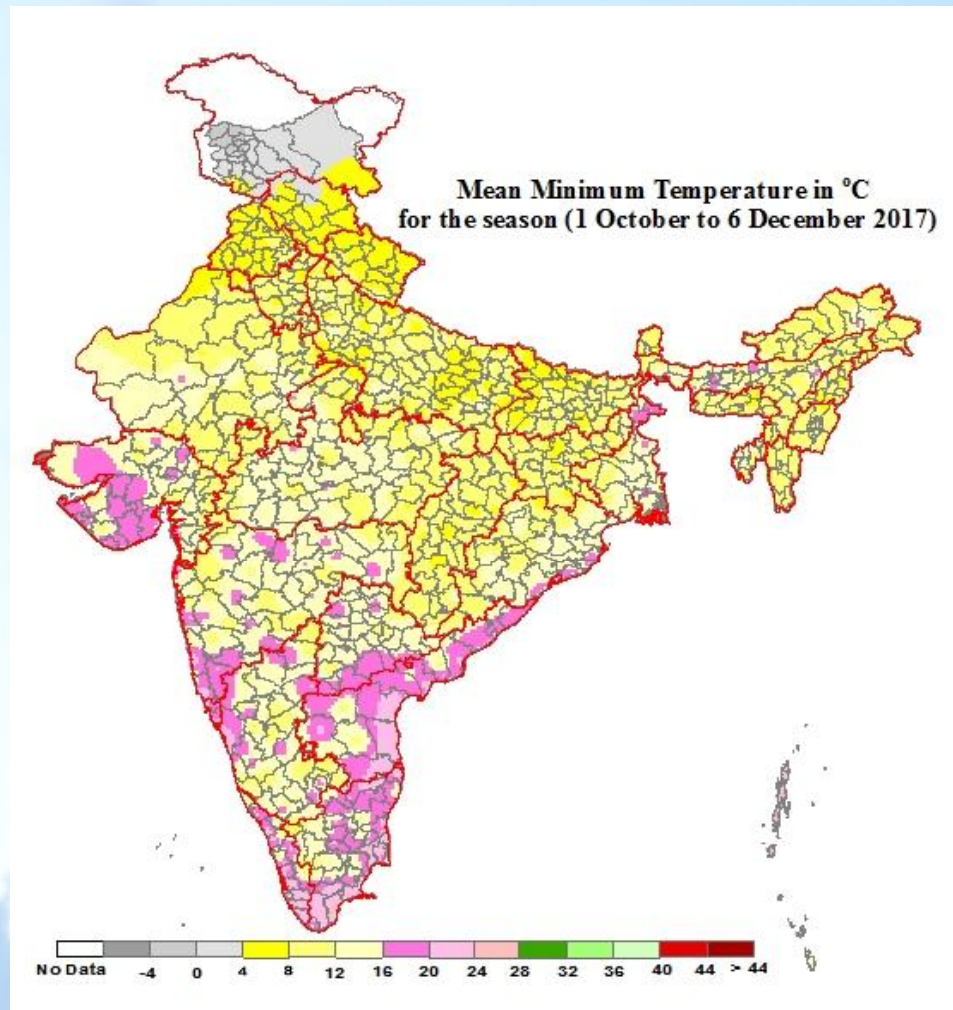 Mean Minimum Temperature in °C
for the season (1 October to 6 December 2017)
No Data -4 0 4 8 12 16 20 24 28 32 36 40 44 > 44